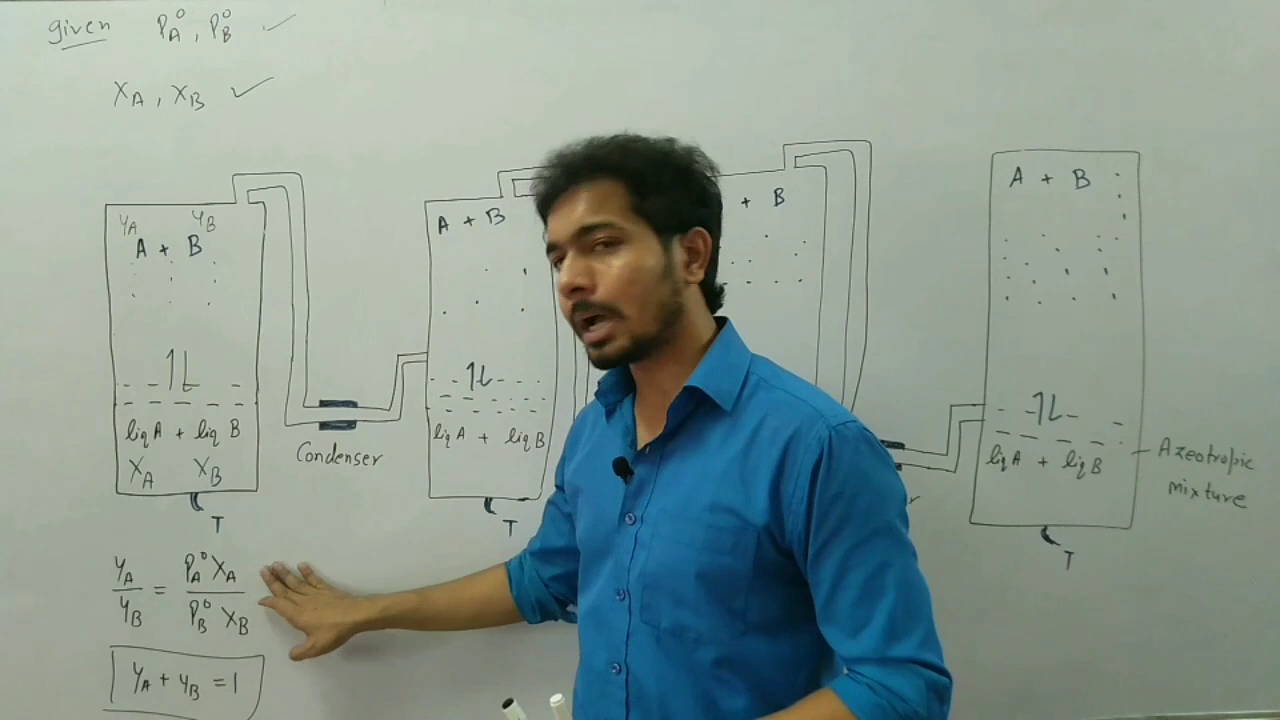 given P°A, P°B ✓
XA, XB ✓
yA yB
A + B
1L
liq A + liq B
XA XB
T
Condenser
A + B
1L
liq A + liq B
T
+ B
r
A + B
1L
liq A + liq B
T
Azeotropic
mixture
yA/yB = P°A XA / P°B XB
yA + yB = 1